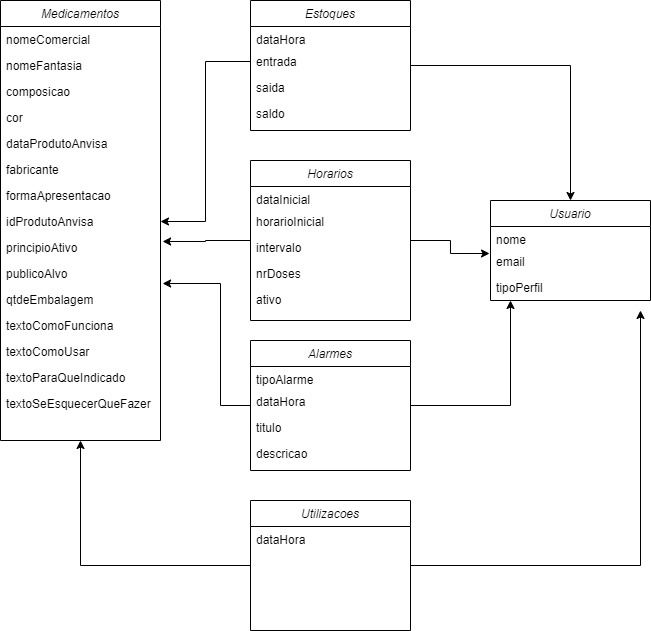 Medicamentos
nomeComercial
nomeFantasia
composicao
cor
dataProdutoAnvisa
fabricante
formaApresentacao
idProdutoAnvisa
principioAtivo
publicoAlvo
qtdeEmbalagem
textoComoFunciona
textoComoUsar
textoParaQueIndicado
textoSeEsquecerQueFazer
Estoques
dataHora
entrada
saida
saldo
Horarios
dataInicial
horarioInicial
intervalo
nrDoses
ativo
Alarmes
tipoAlarme
dataHora
titulo
descricao
Utilizacoes
dataHora
Usuario
nome
email
tipoPerfil